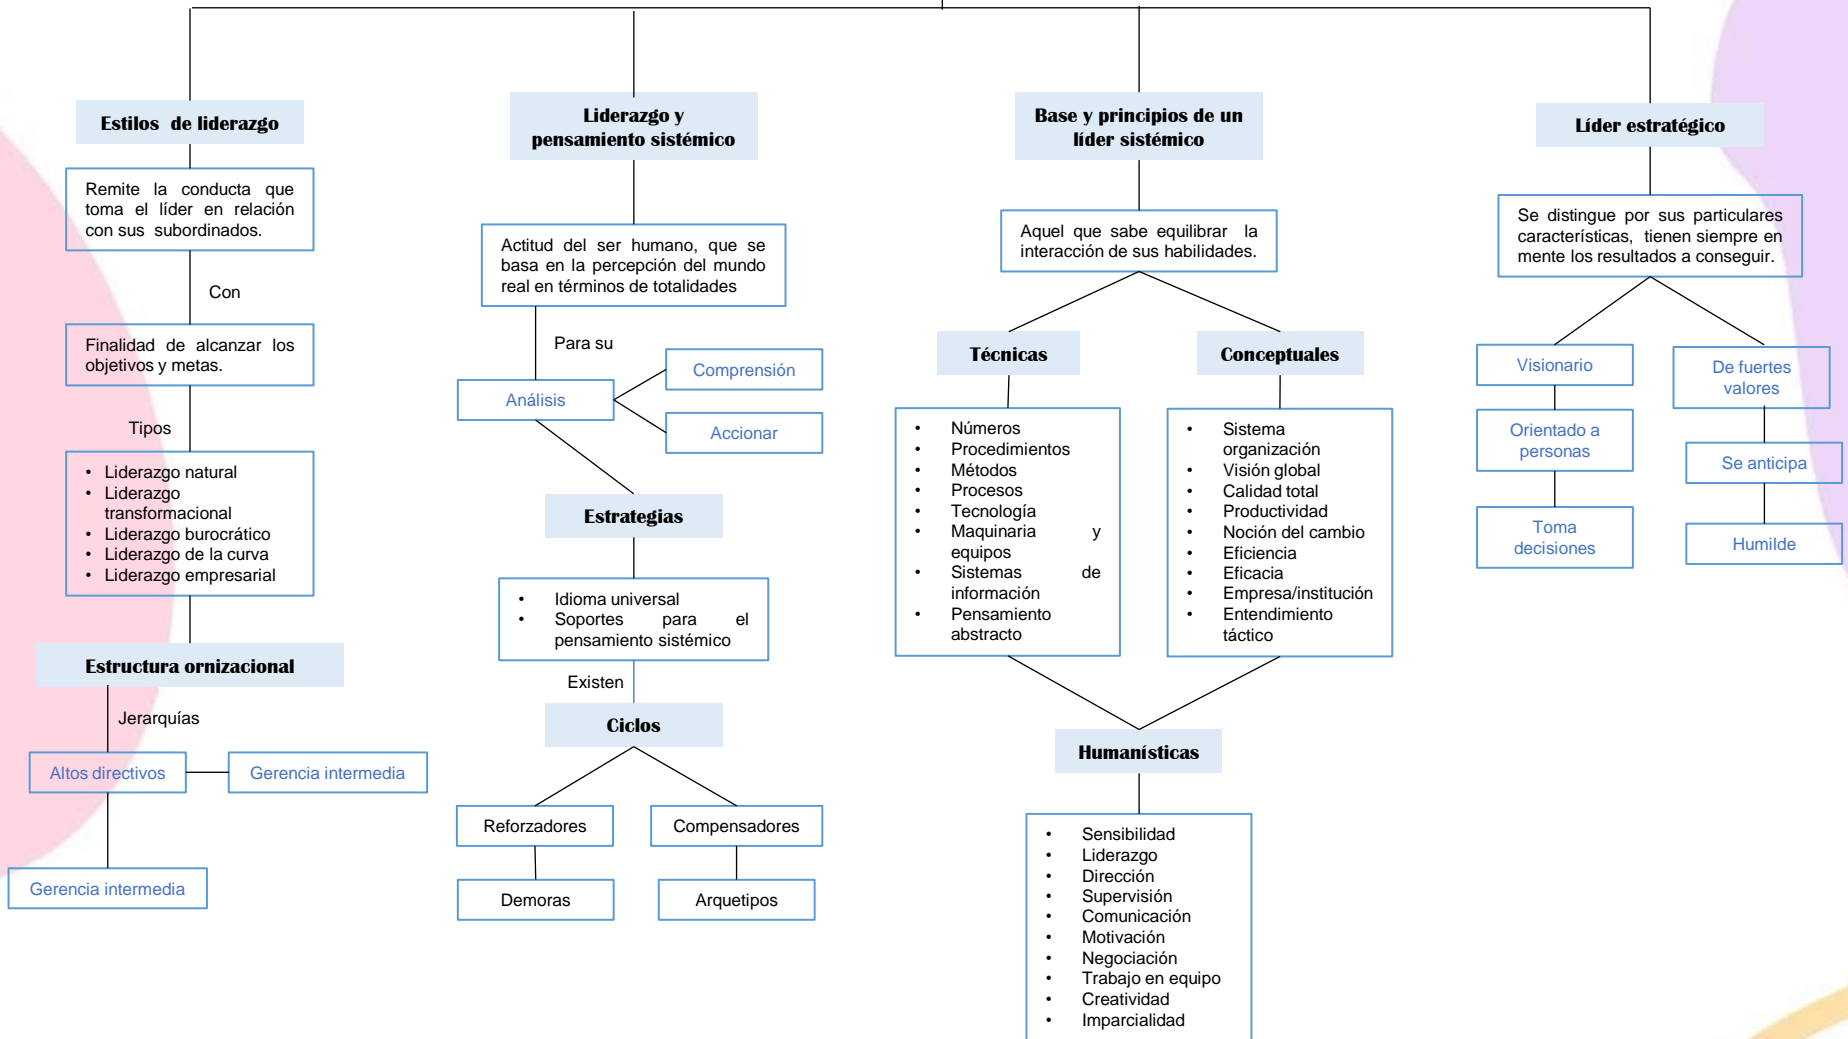 Estilos de liderazgo
Remite la conducta que
toma el líder en relación
con sus subordinados.
Con
Finalidad de alcanzar los
objetivos y metas.
Tipos
• Liderazgo natural
• Liderazgo
transformacional
• Liderazgo burocrático
• Liderazgo de la curva
• Liderazgo empresarial
Estructura ornizacional
Jerarquías
Altos directivos
Gerencia intermedia
Gerencia intermedia
Liderazgo y
pensamiento sistémico
Actitud del ser humano, que se
basa en la percepción del mundo
real en términos de totalidades
Para su
Análisis
Comprensión
Accionar
Estrategias
• Idioma universal
• Soportes para el
pensamiento sistémico
Existen
Ciclos
Reforzadores
Compensadores
Demoras
Arquetipos
Base y principios de un
líder sistémico
Aquel que sabe equilibrar la
interacción de sus habilidades.
Técnicas
• Números
• Procedimientos
• Métodos
• Procesos
• Tecnología
• Maquinaria y
equipos
• Sistemas de
información
• Pensamiento
abstracto
Conceptuales
• Sistema
organización
• Visión global
• Calidad total
• Productividad
• Noción del cambio
• Eficiencia
• Eficacia
• Empresa/institución
• Entendimiento
táctico
Humanísticas
• Sensibilidad
• Liderazgo
• Dirección
• Supervisión
• Comunicación
• Motivación
• Negociación
• Trabajo en equipo
• Creatividad
• Imparcialidad
Líder estratégico
Se distingue por sus particulares
características, tienen siempre en
mente los resultados a conseguir.
Visionario
Orientado a
personas
Toma
decisiones
De fuertes
valores
Se anticipa
Humilde